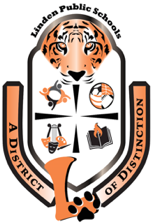 Linden Public Schools
A DISTRICT
OF DISTINCTION
L